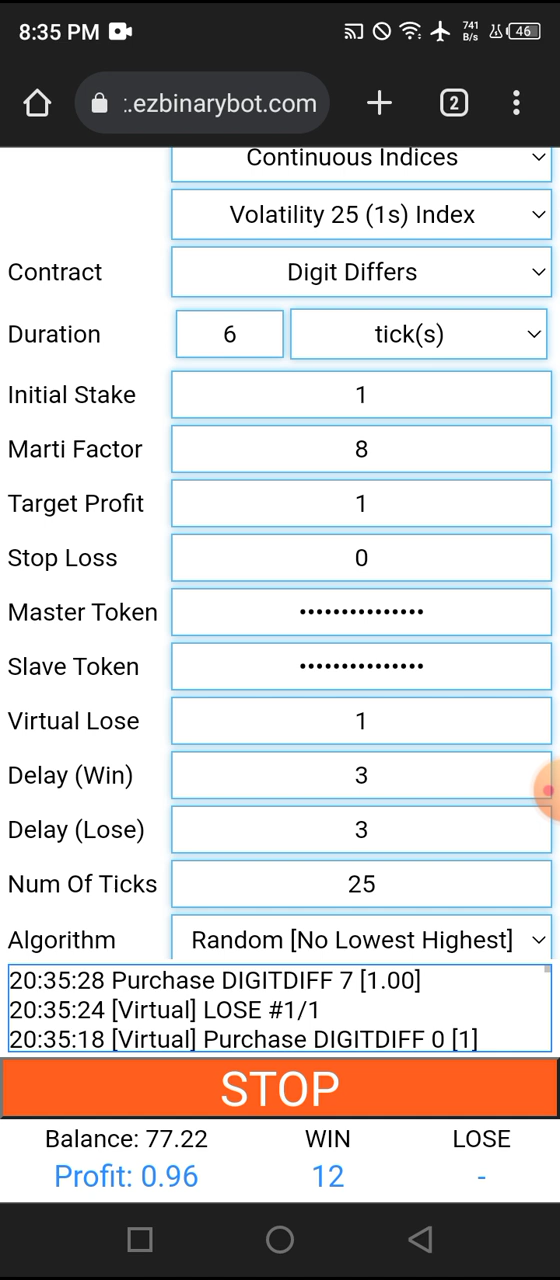 8:35 PM 741 B/s 46
:.ezbinarybot.com 2
Continuous Indices
Volatility 25 (1s) Index
Contract Digit Differs
Duration 6 tick(s)
Initial Stake 1
Marti Factor 8
Target Profit 1
Stop Loss 0
Master Token •••••••••••••••
Slave Token •••••••••••••••
Virtual Lose 1
Delay (Win) 3
Delay (Lose) 3
Num Of Ticks 25
Algorithm Random [No Lowest Highest]
20:35:28 Purchase DIGITDIFF 7 [1.00]
20:35:24 [Virtual] LOSE #1/1
20:35:18 [Virtual] Purchase DIGITDIFF 0 [1]
STOP
Balance: 77.22 WIN LOSE
Profit: 0.96 12 -